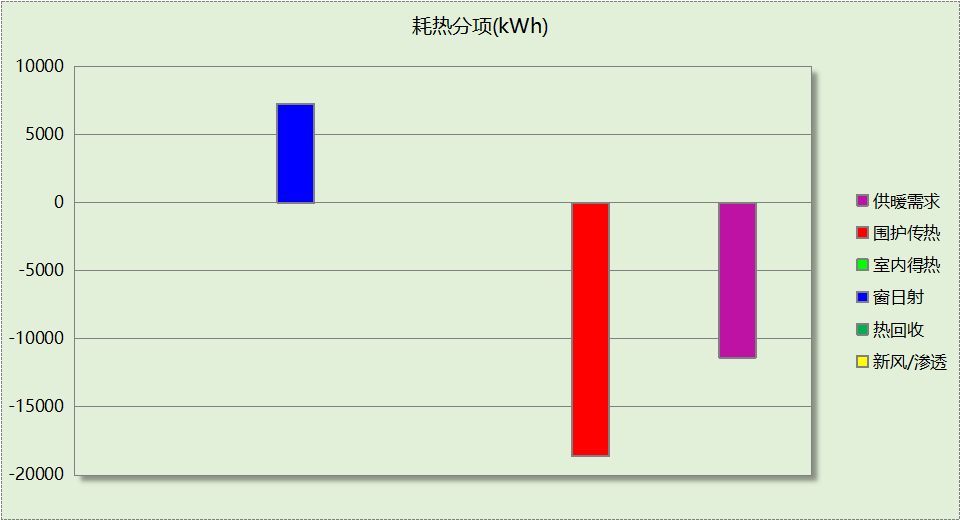 耗热分项(kWh)
10000
5000
0
-5000
-10000
-15000
-20000
供暖需求
围护传热
室内得热
窗日射
热回收
新风/渗透